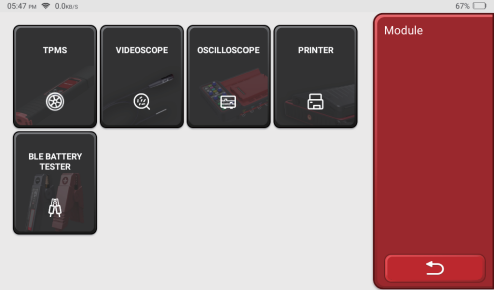 05:47 PM 0.0KB/S 67%
Module
TPMS
VIDEOSCOPE
OSCILLOSCOPE
PRINTER
BLE BATTERY
TESTER